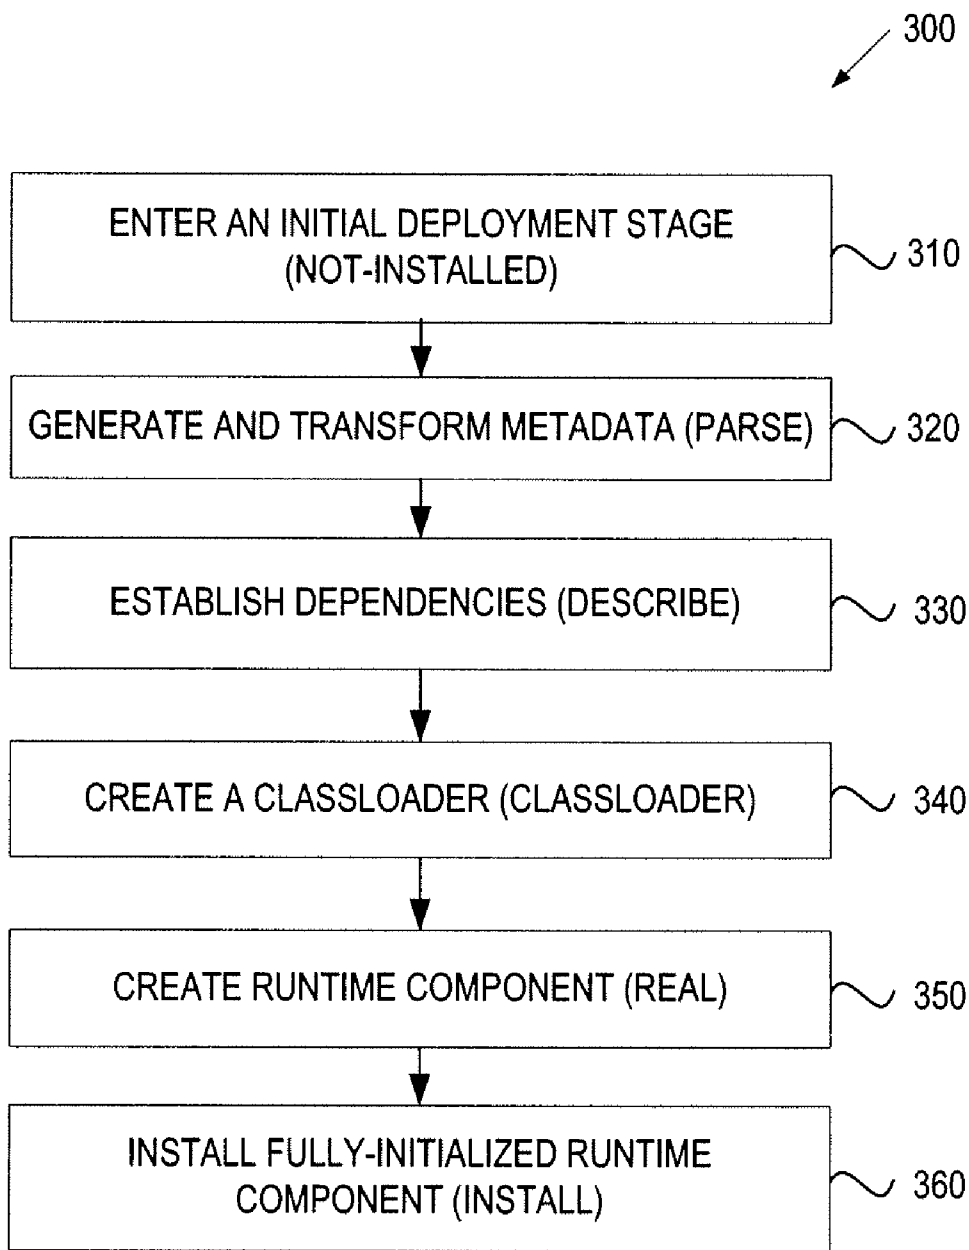 300
ENTER AN INITIAL DEPLOYMENT STAGE
(NOT-INSTALLED)
310
GENERATE AND TRANSFORM METADATA (PARSE)
320
ESTABLISH DEPENDENCIES (DESCRIBE)
330
CREATE A CLASSLOADER (CLASSLOADER)
340
CREATE RUNTIME COMPONENT (REAL)
350
INSTALL FULLY-INITIALIZED RUNTIME
COMPONENT (INSTALL)
360